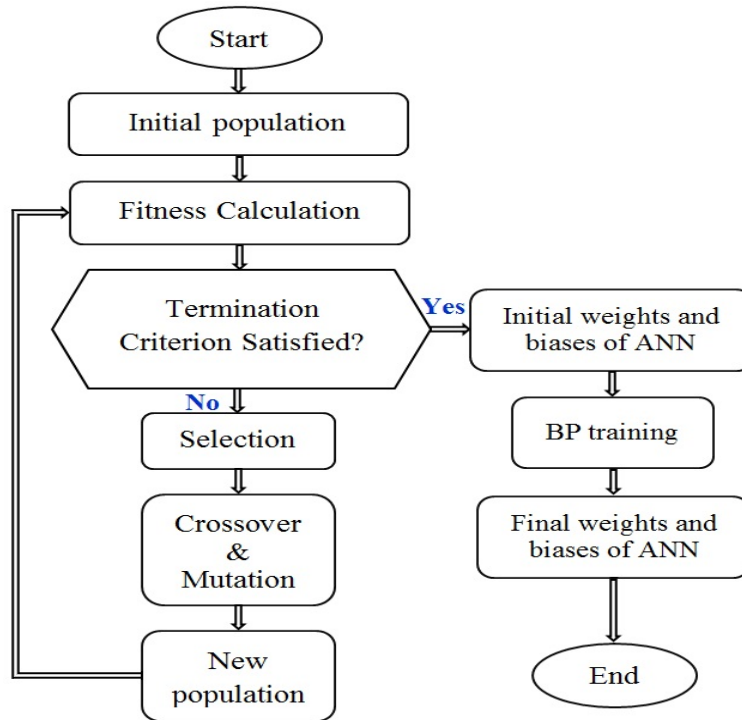 Start
Initial population
Fitness Calculation
Termination
Criterion Satisfied?
Yes
No
Selection
Crossover
&
Mutation
New
population
Initial weights and
biases of ANN
BP training
Final weights and
biases of ANN
End